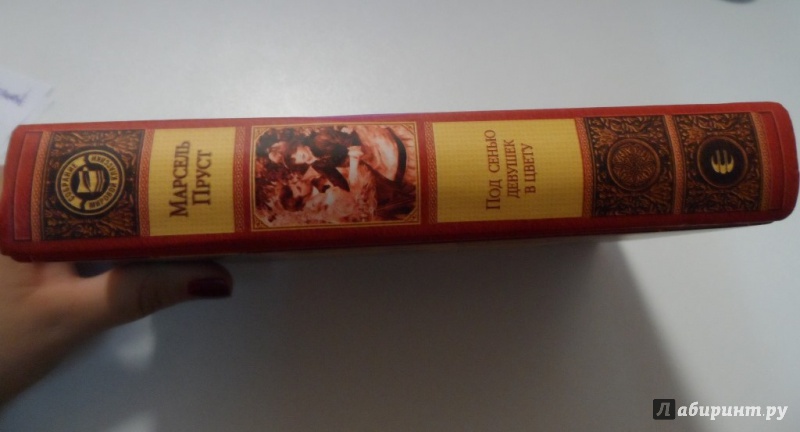 Марсель
Пруст
Под сенью
девушек
в цвету
Лабиринт.ру